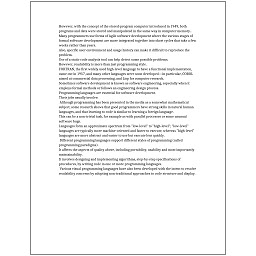 However, with the concept of the stored-program computer introduced in 1949, both
programs and data were stored and manipulated in the same way in computer memory.
Many programmers use forms of Agile software development where the various stages of
formal software development are more integrated together into short cycles that take a few
weeks rather than years.
Also, specific user environment and usage history can make it difficult to reproduce the
problem.
Use of a static code analysis tool can help detect some possible problems.
However, readability is more than just programming style.
FORTRAN, the first widely used high-level language to have a functional implementation,
came out in 1957, and many other languages were soon developed—in particular, COBOL
aimed at commercial data processing, and Lisp for computer research.
Sometimes software development is known as software engineering, especially when it
employs formal methods or follows an engineering design process.
Programming languages are essential for software development.
Their jobs usually involve:
Although programming has been presented in the media as a somewhat mathematical
subject, some research shows that good programmers have strong skills in natural human
languages, and that learning to code is similar to learning a foreign language.
This can be a non-trivial task, for example as with parallel processes or some unusual
software bugs.
Languages form an approximate spectrum from "low-level" to "high-level"; "low-level"
languages are typically more machine-oriented and faster to execute, whereas "high-level"
languages are more abstract and easier to use but execute less quickly.
Different programming languages support different styles of programming (called
programming paradigms).
It affects the aspects of quality above, including portability, usability and most importantly
maintainability.
It involves designing and implementing algorithms, step-by-step specifications of
procedures, by writing code in one or more programming languages.
Various visual programming languages have also been developed with the intent to resolve
readability concerns by adopting non-traditional approaches to code structure and display.